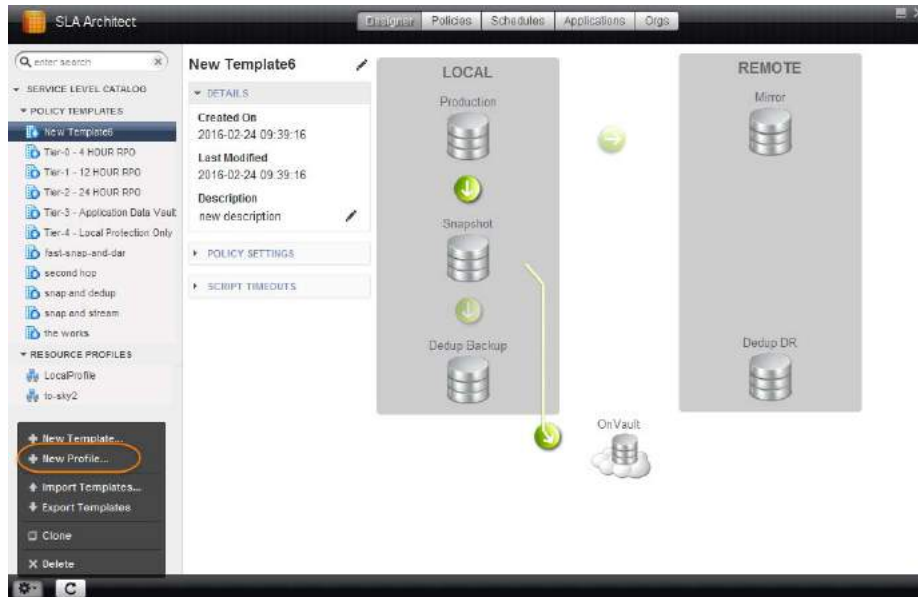 SLA Architect
Designer Policies Schedules Applications Orgs
enter search
SERVICE LEVEL CATALOG
POLICY TEMPLATES
New Template6
Tier-0 - 4 HOUR RPO
Tier-1 - 12 HOUR RPO
Tier-2 - 24 HOUR RPO
Tier-3 - Application Data Vault
Tier-4 - Local Protection Only
fast-snap-and-dar
second hop
snap and dedup
snap and stream
the works
RESOURCE PROFILES
LocalProfile
to-sky2
New Template...
New Profile...
Import Templates...
Export Templates
Clone
Delete
New Template6
DETAILS
Created On
2016-02-24 09:39:16
Last Modified
2016-02-24 09:39:16
Description
new description
POLICY SETTINGS
SCRIPT TIMEOUTS
LOCAL
Production
Snapshot
Dedup Backup
OnVault
REMOTE
Mirror
Dedup DR